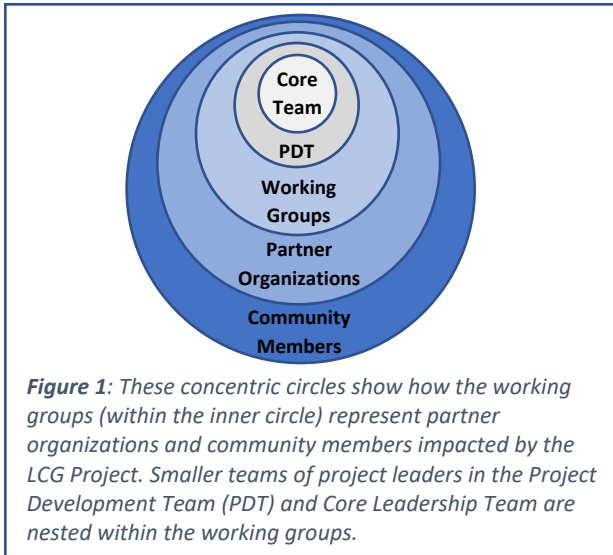 Core
Team
PDT
Working
Groups
Partner
Organizations
Community
Members
Figure 1: These concentric circles show how the working
groups (within the inner circle) represent partner
organizations and community members impacted by the
LCG Project. Smaller teams of project leaders in the Project
Development Team (PDT) and Core Leadership Team are
nested within the working groups.